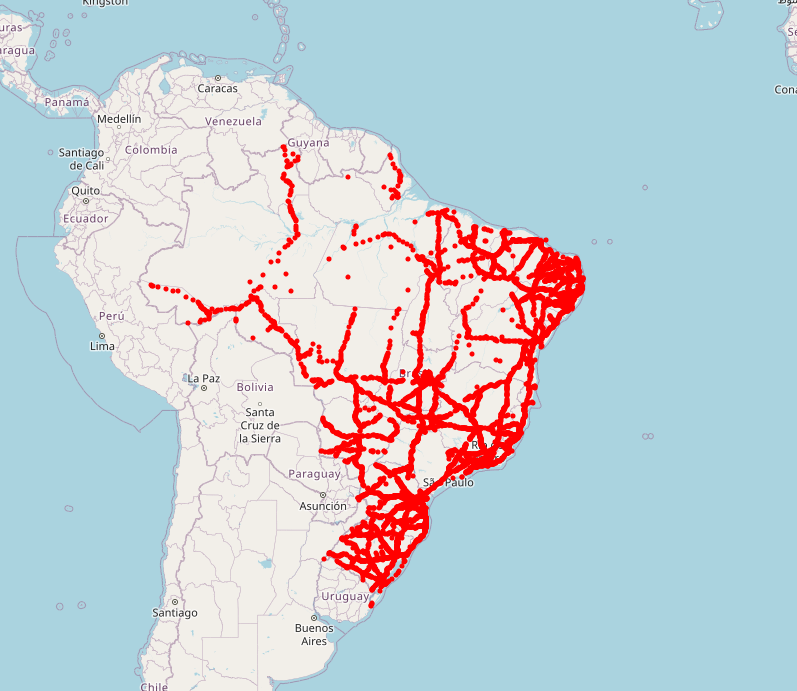 Kingston
uras
aragua
Panamá
Caracas
Medellín
Venezuela
Guyana
Santiago
de Cali
Colombia
Quito
Ecuador
Perú
Lima
La Paz
Bolivia
Santa
Cruz de
la Sierra
Paraguay
São Paulo
Asunción
Uruguay
Santiago
Buenos
Aires
Chile
Se
Cona